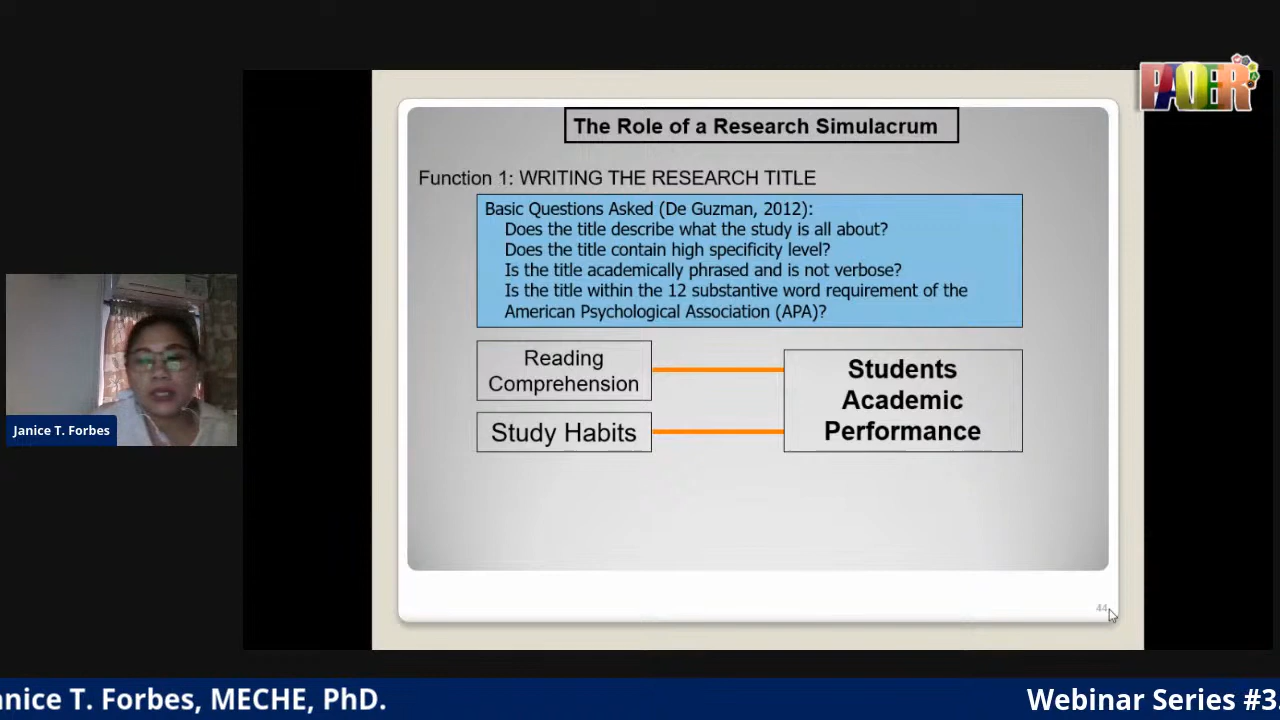 PAOER
The Role of a Research Simulacrum
Function 1: WRITING THE RESEARCH TITLE
Basic Questions Asked (De Guzman, 2012):
Does the title describe what the study is all about?
Does the title contain high specificity level?
Is the title academically phrased and is not verbose?
Is the title within the 12 substantive word requirement of the
American Psychological Association (APA)?
Reading
Comprehension
Study Habits
Students
Academic
Performance
Janice T. Forbes
44
anice T. Forbes, MECHE, PhD.
Webinar Series #3